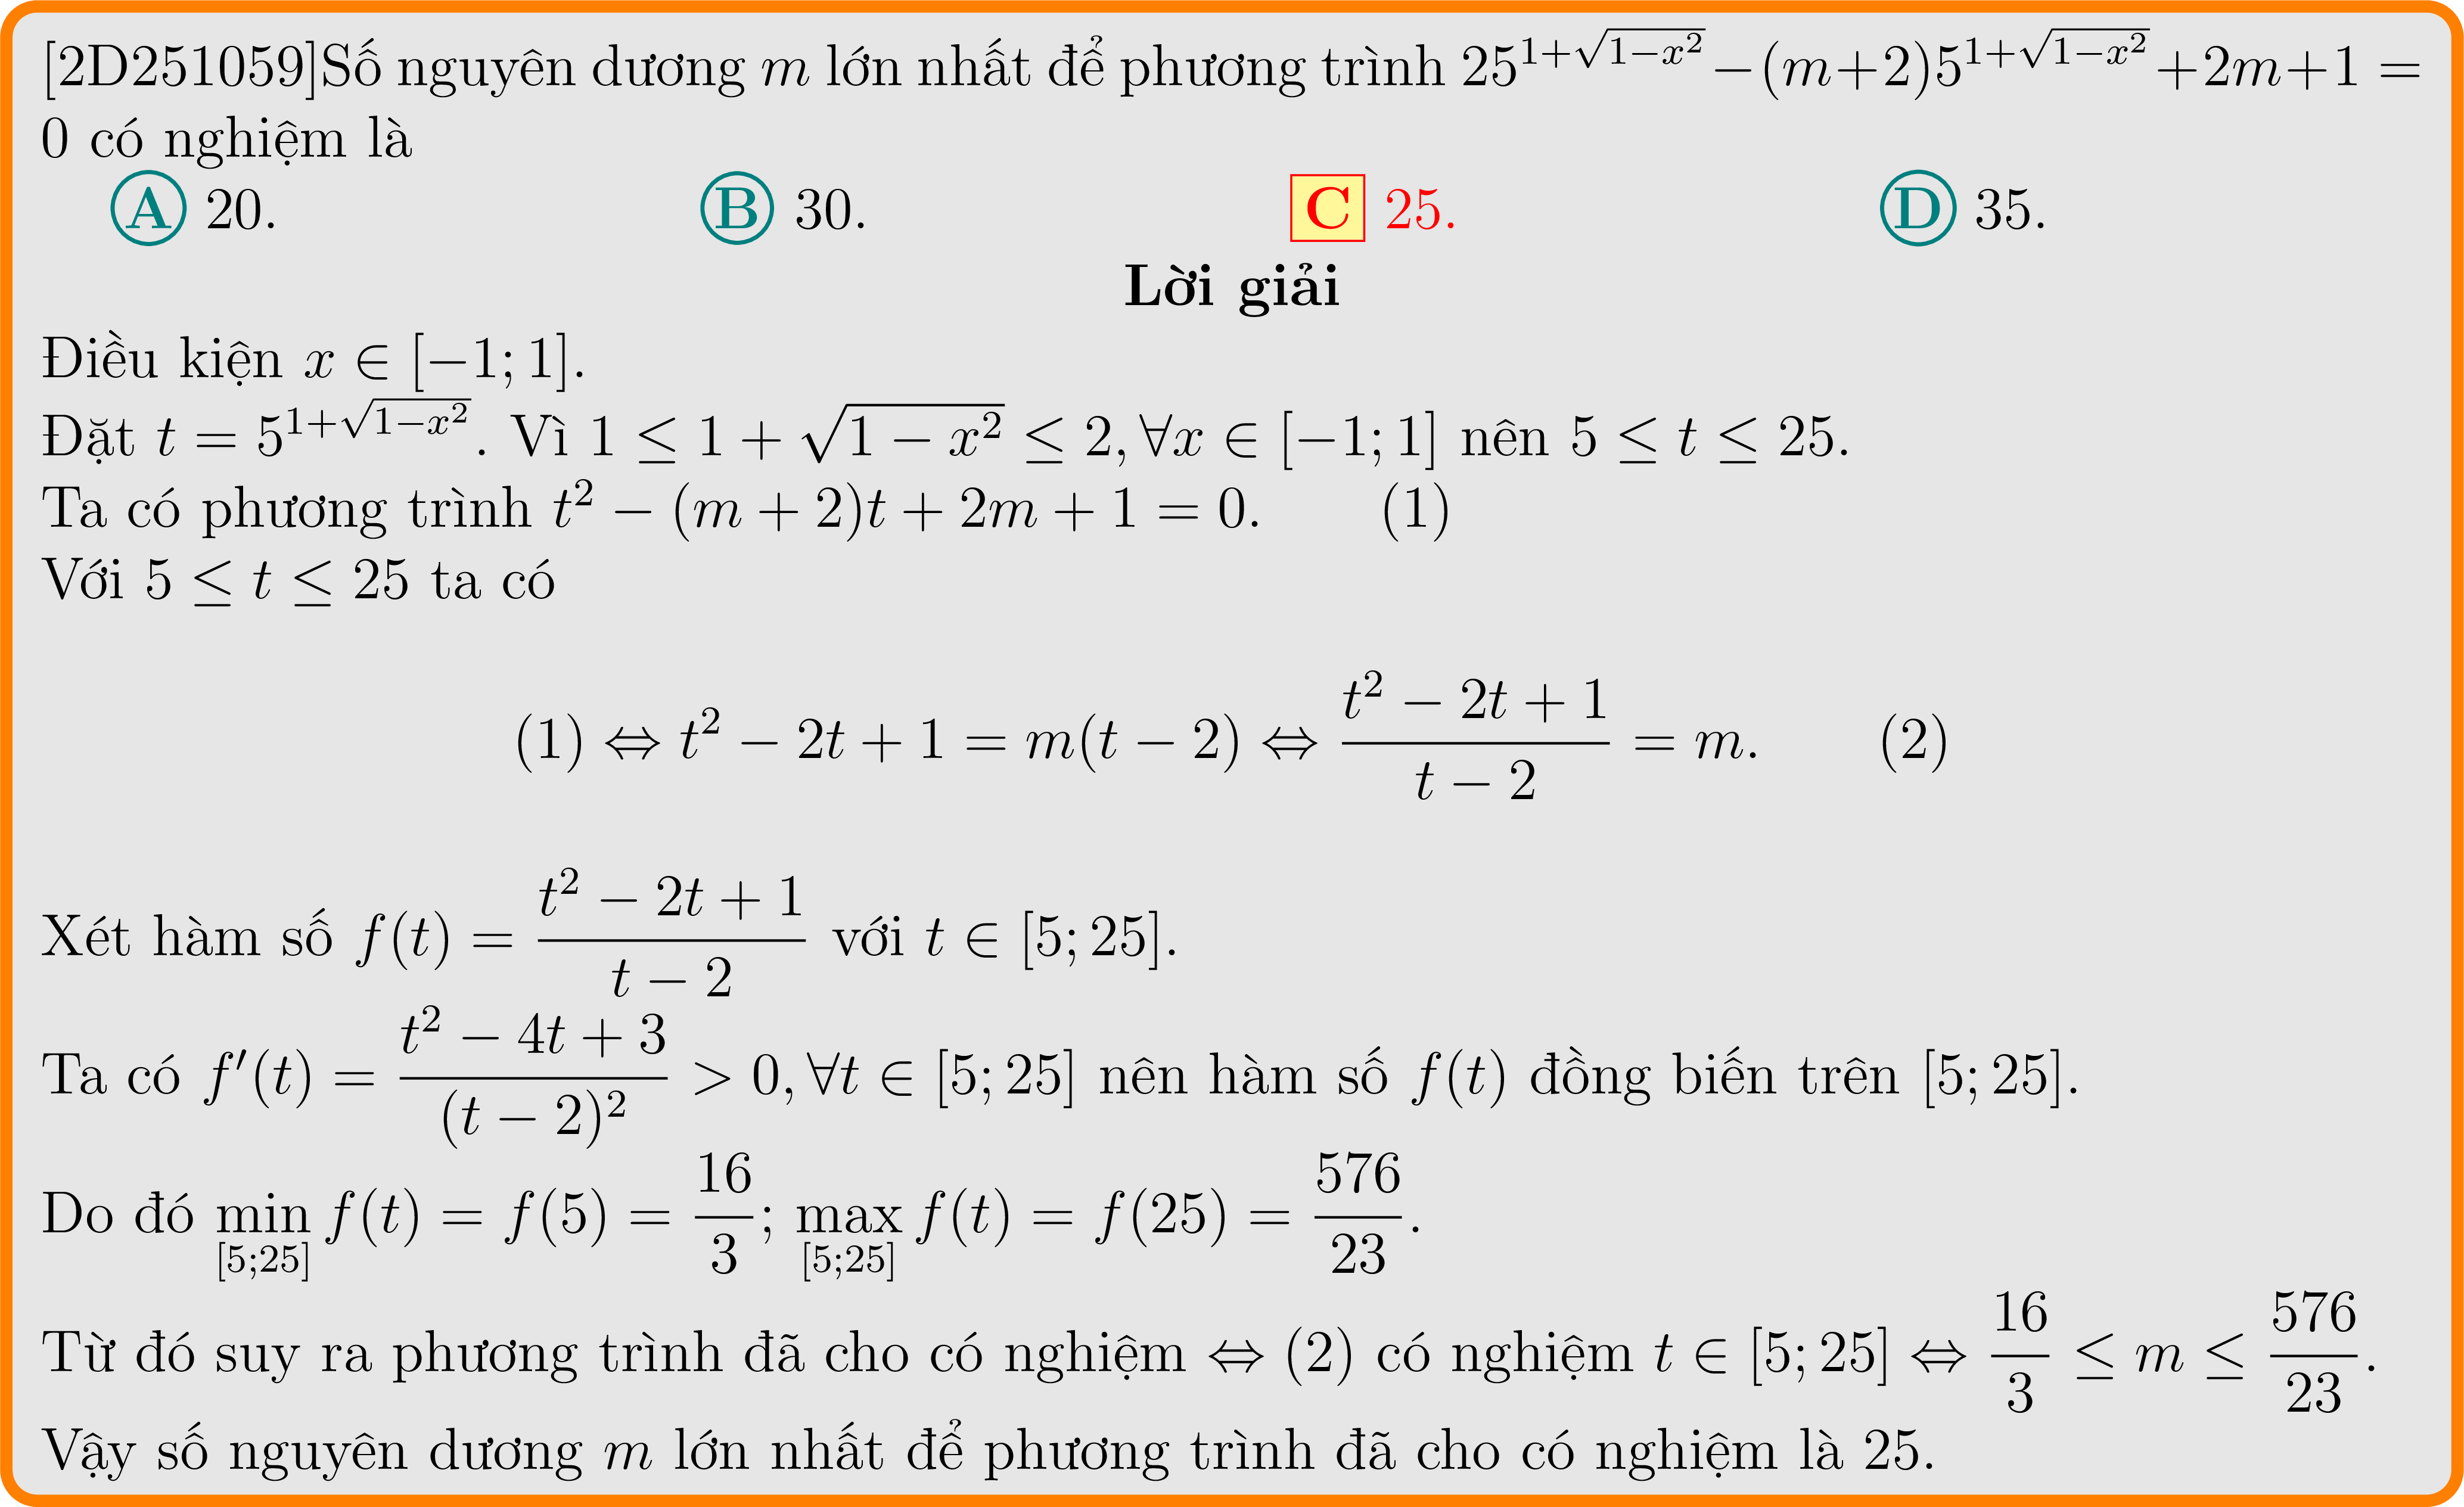 [2D251059]Số nguyên dương m lớn nhất để phương trình $25^{1+\sqrt{1-x^2}}-(m+2)5^{1+\sqrt{1-x^2}}+2m+1=$
0 có nghiệm là
A 20. B 30. C 25. D 35.
Lời giải
Điều kiện $x \in [-1;1]$.
Đặt $t = 5^{1+\sqrt{1-x^2}}$. Vì $1 \leq 1+\sqrt{1-x^2} \leq 2, \forall x \in [-1;1]$ nên $5 \leq t \leq 25$.
Ta có phương trình $t^2-(m+2)t+2m+1=0$. (1)
Với $5 \leq t \leq 25$ ta có
$(1) \Leftrightarrow t^2-2t+1=m(t-2) \Leftrightarrow \frac{t^2-2t+1}{t-2}=m.$ (2)
Xét hàm số $f(t)=\frac{t^2-2t+1}{t-2}$ với $t \in [5;25]$.
Ta có $f'(t)=\frac{t^2-4t+3}{(t-2)^2}>0, \forall t \in [5;25]$ nên hàm số $f(t)$ đồng biến trên $[5;25]$.
Do đó $\min_{[5;25]} f(t)=f(5)=\frac{16}{3}$; $\max_{[5;25]} f(t)=f(25)=\frac{576}{23}$.
Từ đó suy ra phương trình đã cho có nghiệm $\Leftrightarrow$ (2) có nghiệm $t \in [5;25] \Leftrightarrow \frac{16}{3} \leq m \leq \frac{576}{23}$.
Vậy số nguyên dương m lớn nhất để phương trình đã cho có nghiệm là 25.